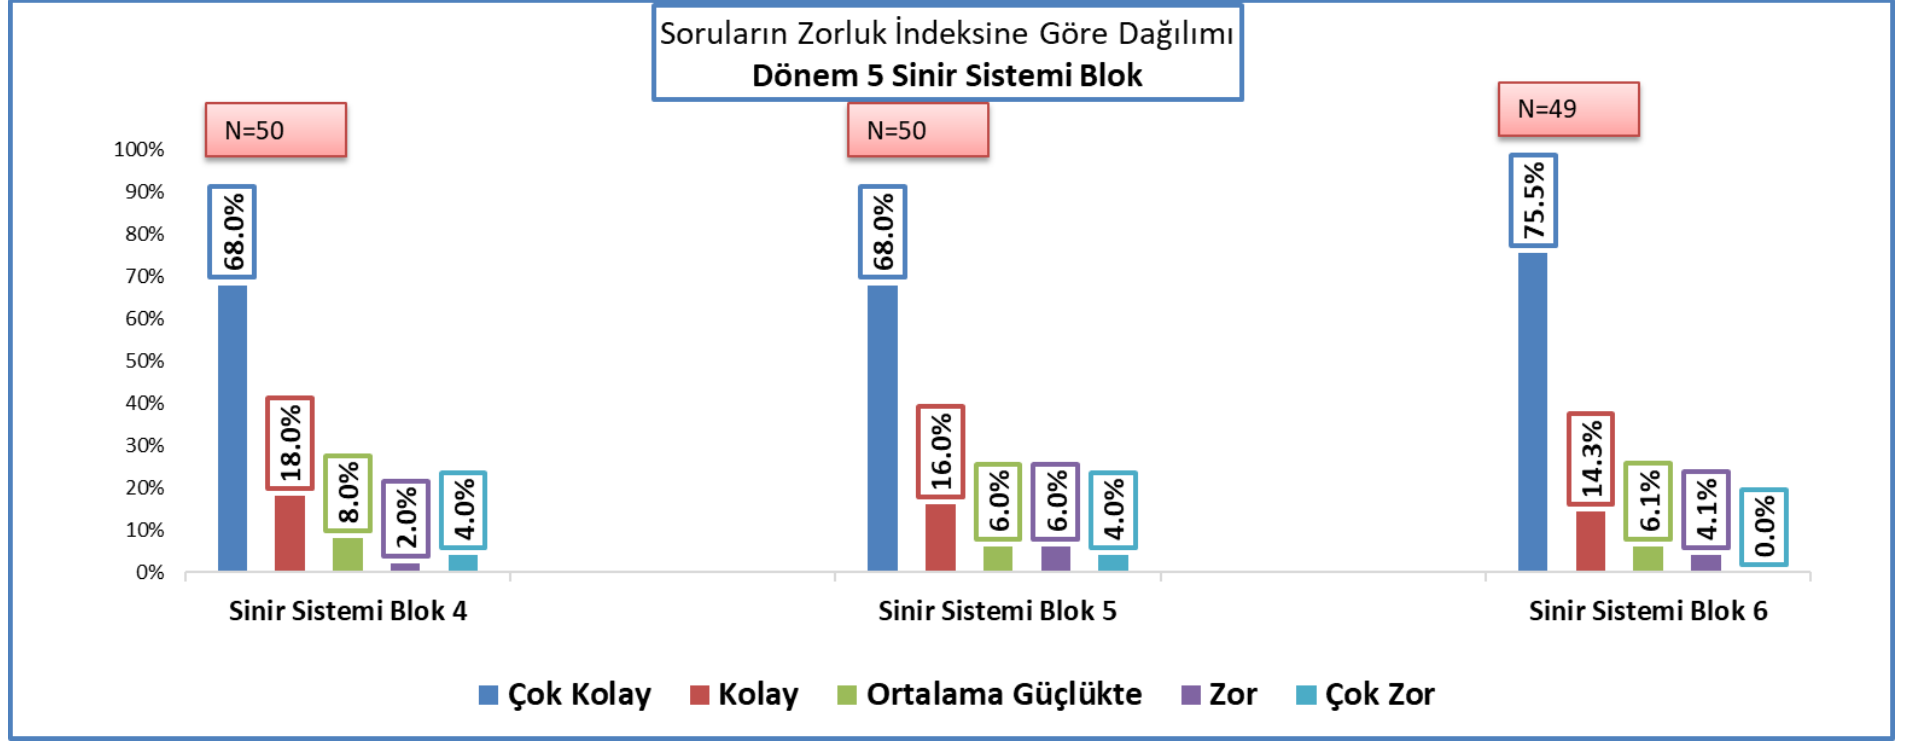 Soruların Zorluk İndeksine Göre Dağılımı
Dönem 5 Sinir Sistemi Blok
N=50
N=50
N=49
100%
90%
80%
70%
60%
50%
40%
30%
20%
10%
0%
68.0%
18.0%
8.0%
2.0%
4.0%
68.0%
16.0%
6.0%
6.0%
4.0%
75.5%
14.3%
6.1%
4.1%
0.0%
Sinir Sistemi Blok 4
Sinir Sistemi Blok 5
Sinir Sistemi Blok 6
Çok Kolay
Kolay
Ortalama Güçlükte
Zor
Çok Zor